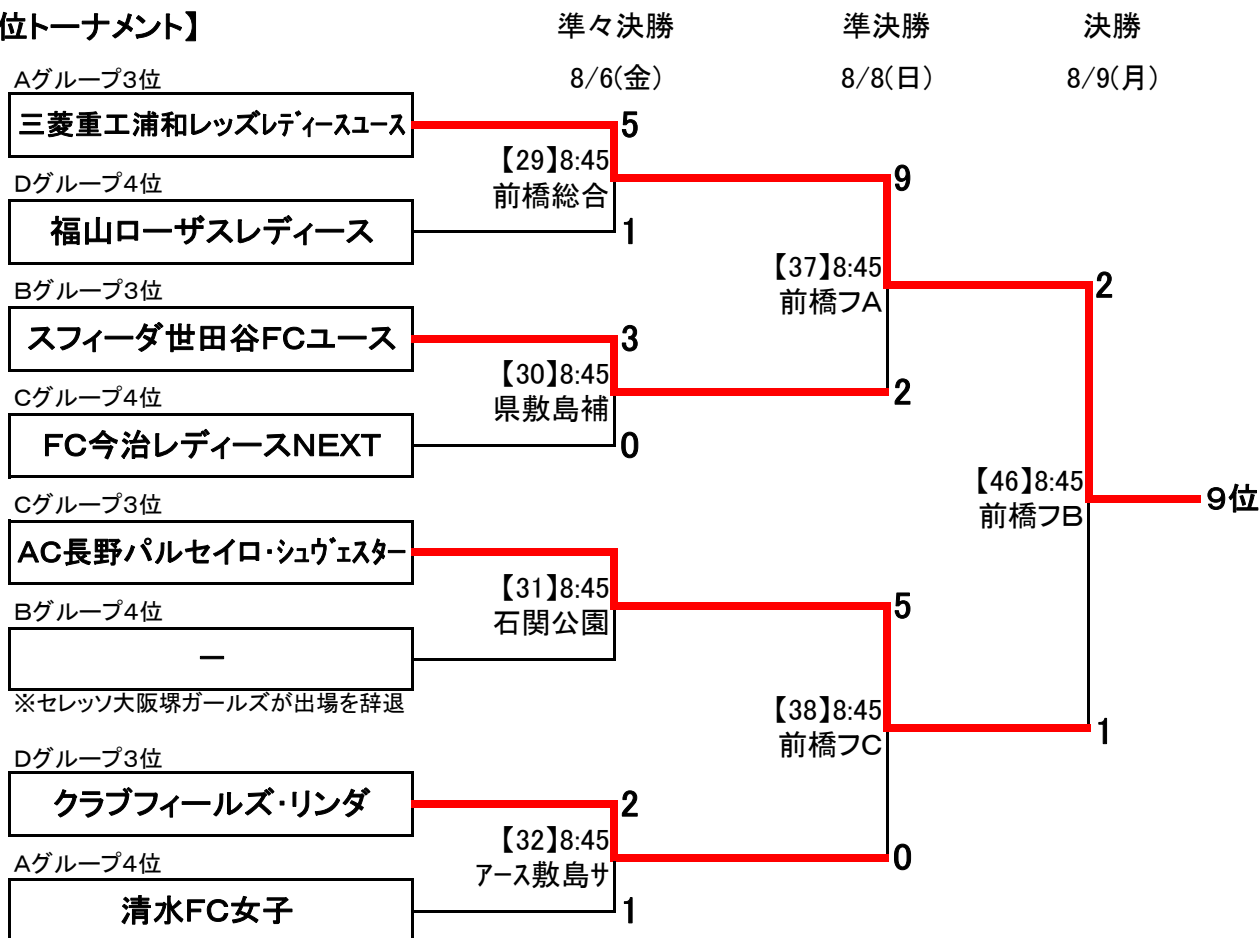 位トーナメント】
準々決勝 準決勝 決勝
8/6(金) 8/8(日) 8/9(月)
Aグループ3位
三菱重工浦和レッズレディースユース
5
【29】8:45
前橋総合
9
Dグループ4位
福山ローザスレディース
1
【37】8:45
前橋フA
2
Bグループ3位
スフィーダ世田谷FCユース
3
【30】8:45
県敷島補
2
Cグループ4位
FC今治レディースNEXT
0
【46】8:45
前橋フB
9位
Cグループ3位
AC長野パルセイロ・シュヴェスター
【31】8:45
石関公園
5
Bグループ4位
ー
※セレッソ大阪堺ガールズが出場を辞退
【38】8:45
前橋フC
1
Dグループ3位
クラブフィールズ・リンダ
2
【32】8:45
アース敷島サ
0
Aグループ4位
清水FC女子
1